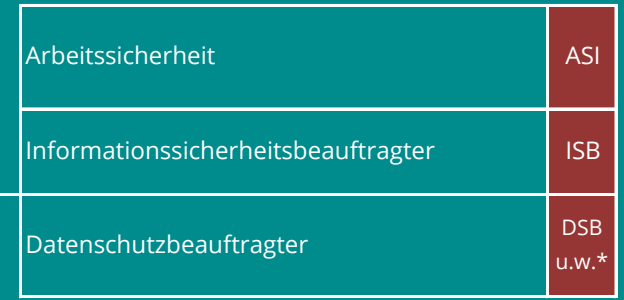 Arbeitssicherheit ASI
Informationssicherheitsbeauftragter ISB
Datenschutzbeauftragter DSB
u.w.*